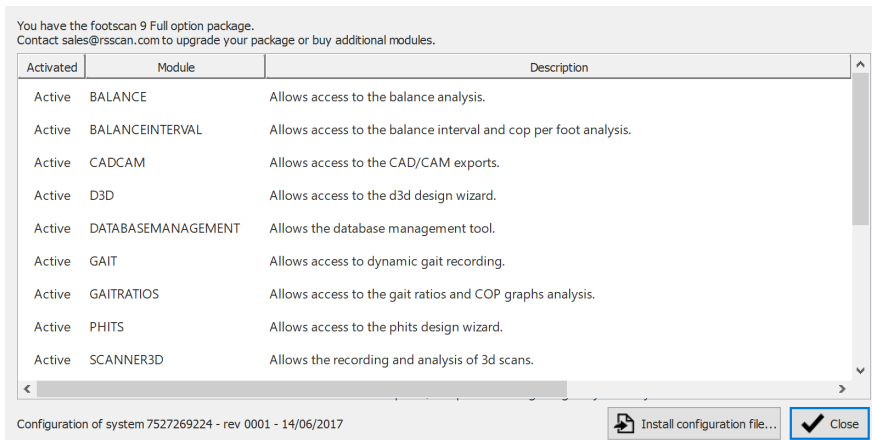 You have the footscan 9 Full option package.
Contact sales@rsscan.com to upgrade your package or buy additional modules.
Activated Module Description
Active BALANCE Allows access to the balance analysis.
Active BALANCEINTERVAL Allows access to the balance interval and cop per foot analysis.
Active CADCAM Allows access to the CAD/CAM exports.
Active D3D Allows access to the d3d design wizard.
Active DATABASEMANAGEMENT Allows the database management tool.
Active GAIT Allows access to dynamic gait recording.
Active GAITRATIOS Allows access to the gait ratios and COP graphs analysis.
Active PHITS Allows access to the phits design wizard.
Active SCANNER3D Allows the recording and analysis of 3d scans.
Configuration of system 7527269224 - rev 0001 - 14/06/2017 Install configuration file... Close